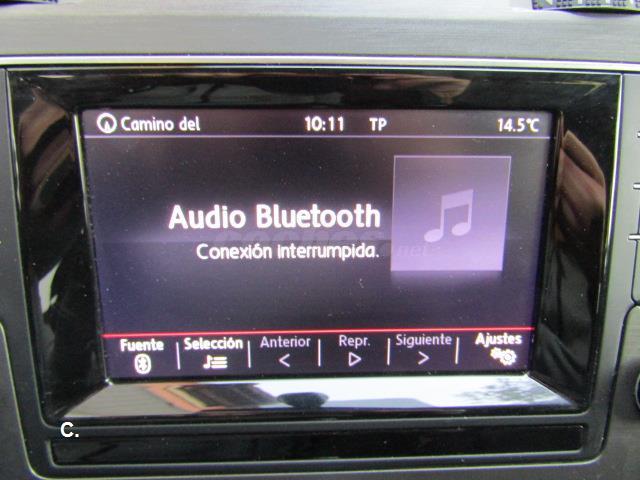 Camino del 10:11 TP 14.5°C
Audio Bluetooth
Conexión interrumpida.
Fuente Selección Anterior Repr. Siguiente Ajustes
C.